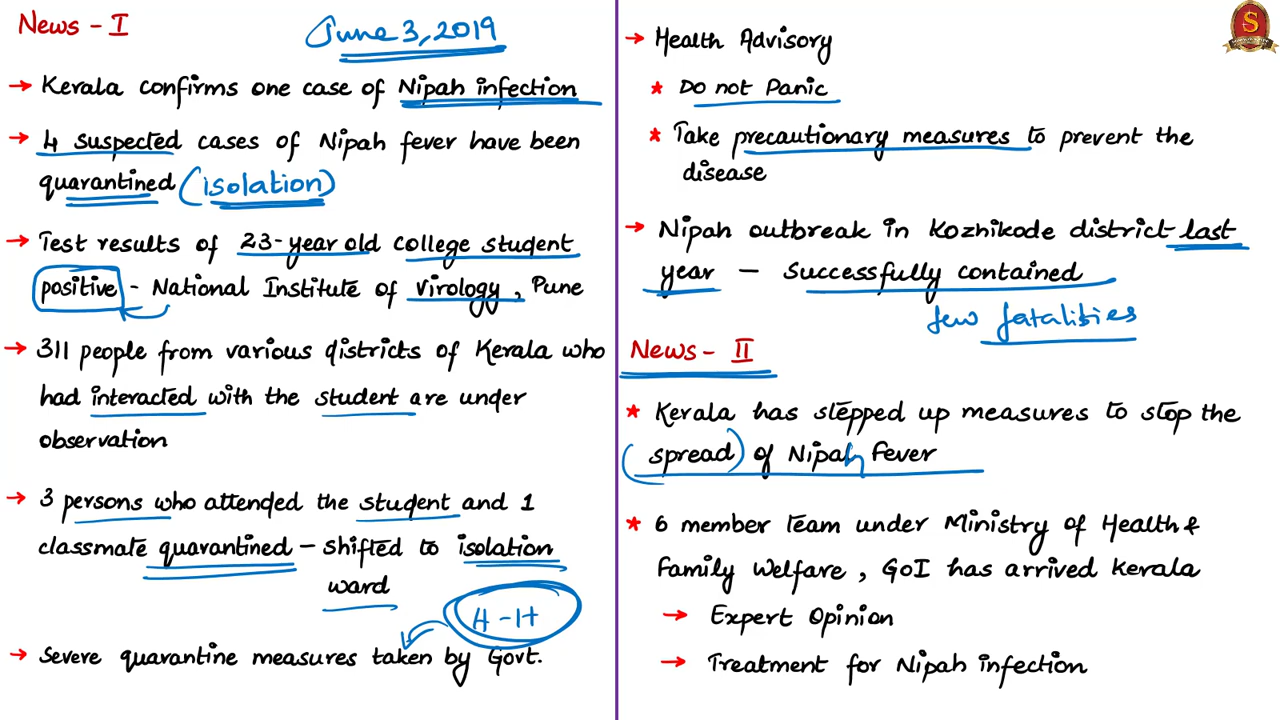 News - I
June 3, 2019
→ Kerala confirms one case of Nipah infection
→ 4 suspected cases of Nipah fever have been
quarantined (isolation)
→ Test results of 23-year old college student
positive - National Institute of virology, Pune
→ 311 people from various districts of Kerala who
had interacted with the student are under
observation
→ 3 persons who attended the student and 1
classmate quarantined - shifted to isolation
ward
H-H
→ Severe quarantine measures taken by Govt.
→ Health Advisory
* Do not Panic
* Take precautionary measures to prevent the
disease
→ Nipah outbreak in Kozhikode district last
year - Successfully contained
few fatalities
News - II
* Kerala has stepped up measures to stop the
(spread) of Nipah fever
* 6 member team under Ministry of Health &
Family Welfare, GoI has arrived Kerala
→ Expert Opinion
→ Treatment for Nipah infection
S